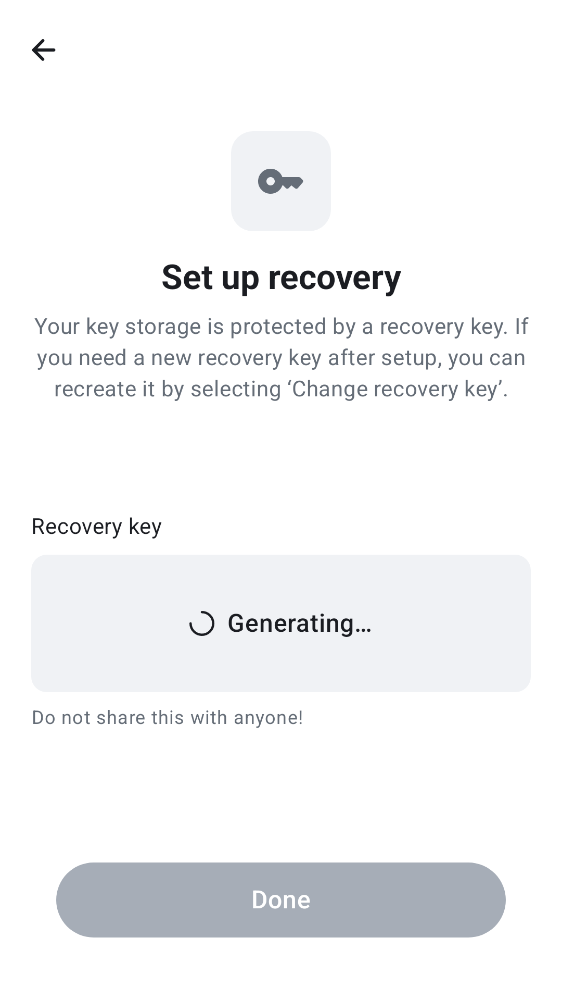 Set up recovery
Your key storage is protected by a recovery key. If
you need a new recovery key after setup, you can
recreate it by selecting ‘Change recovery key’.
Recovery key
Generating…
Do not share this with anyone!
Done